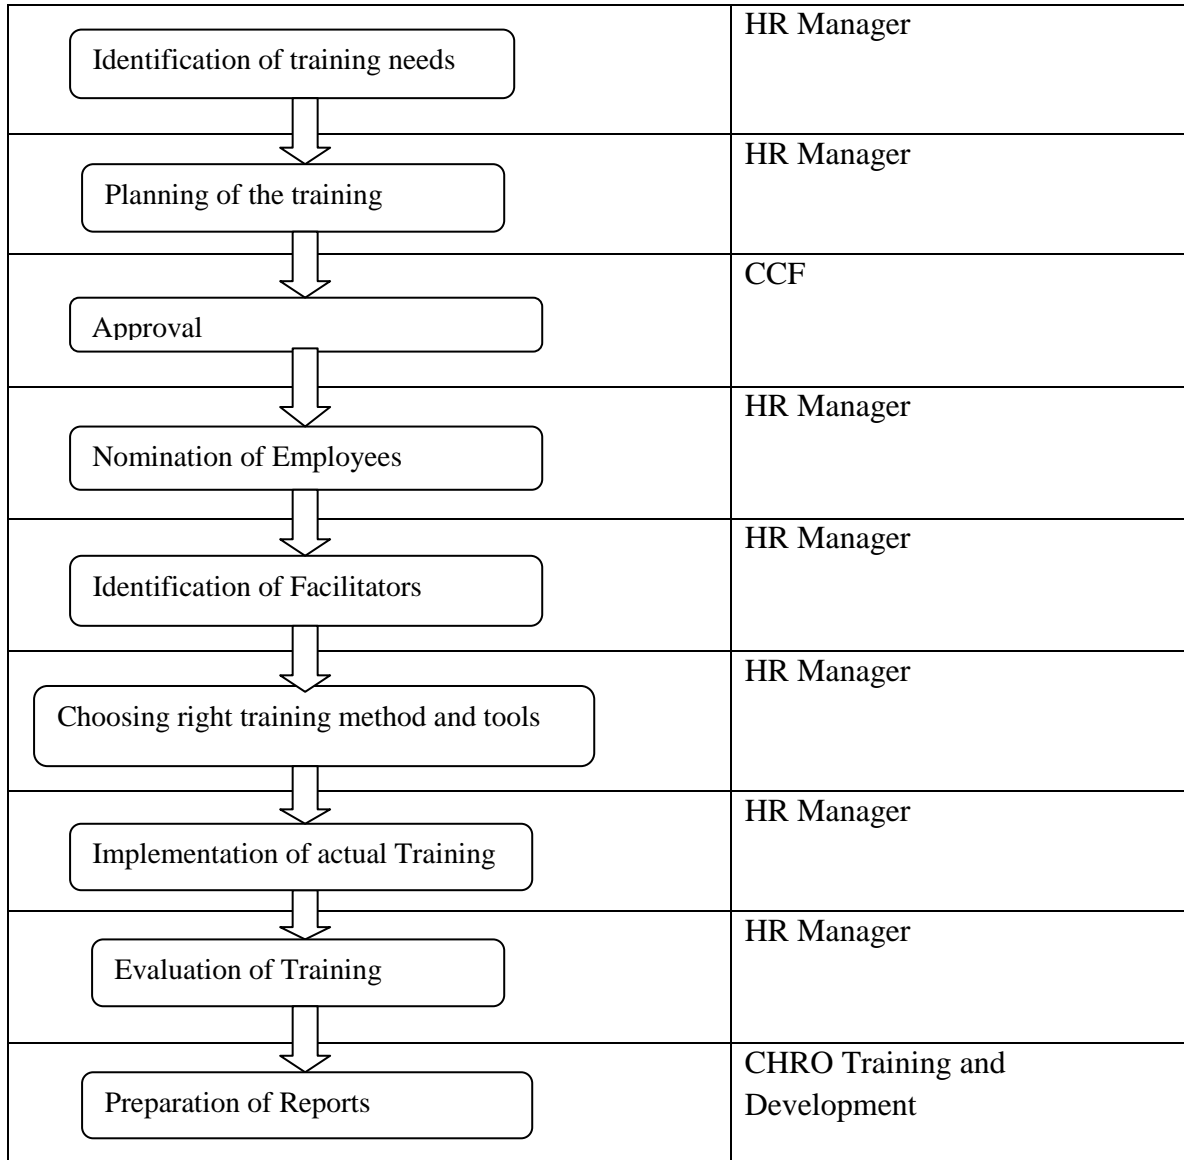 HR Manager
Identification of training needs
HR Manager
Planning of the training
CCF
Approval
HR Manager
Nomination of Employees
HR Manager
Identification of Facilitators
HR Manager
Choosing right training method and tools
HR Manager
Implementation of actual Training
HR Manager
Evaluation of Training
CHRO Training and
Development
Preparation of Reports